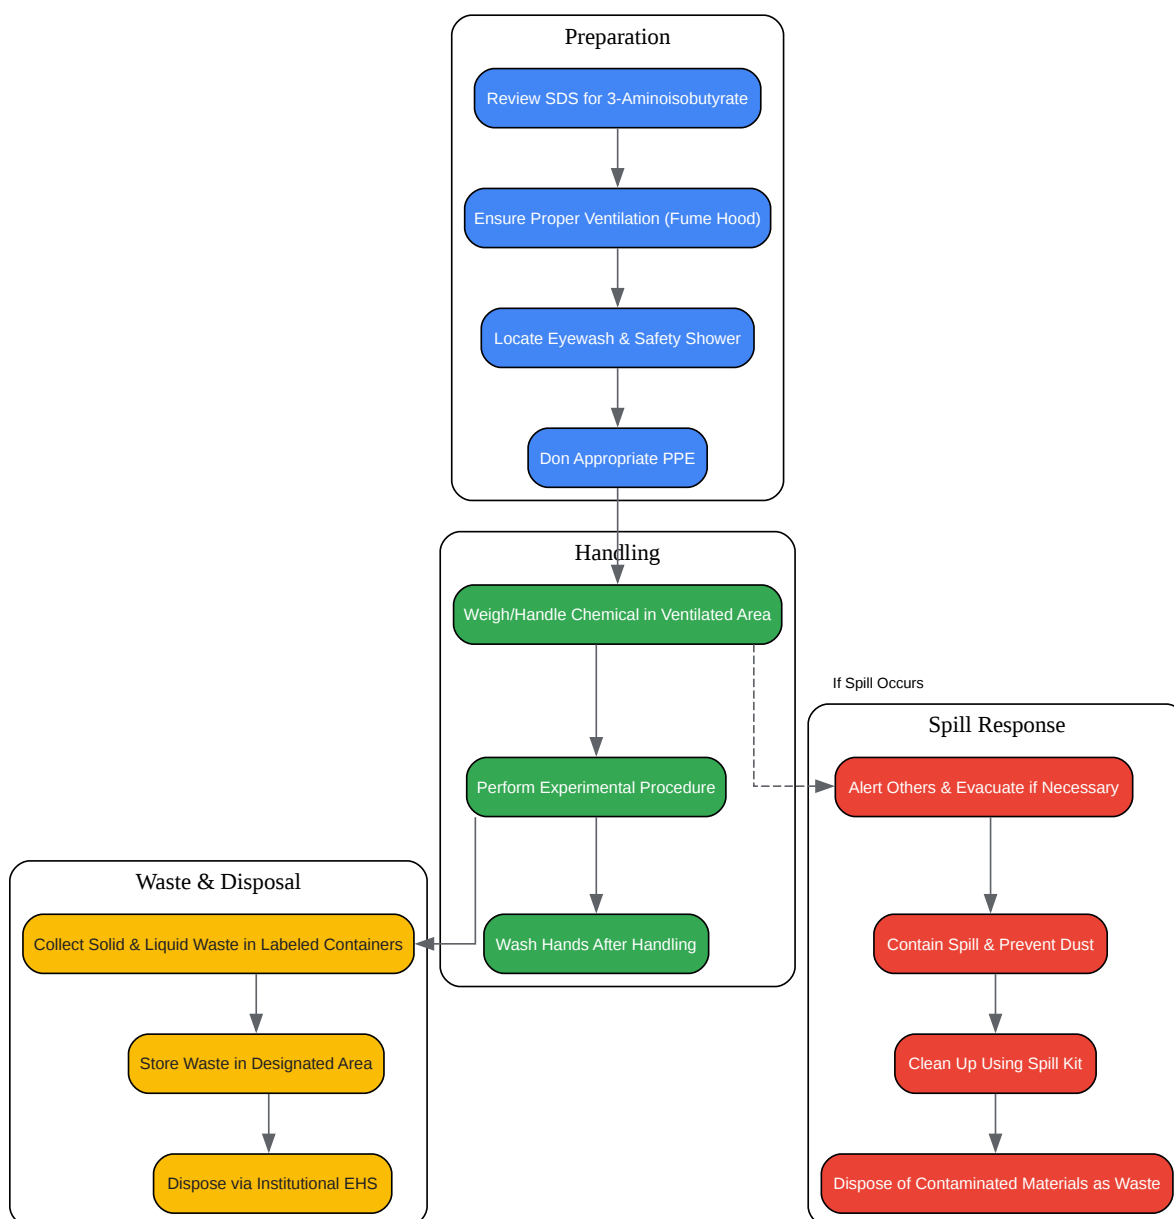 Preparation
Review SDS for 3-Aminoisobutyrate
Ensure Proper Ventilation (Fume Hood)
Locate Eyewash & Safety Shower
Don Appropriate PPE
Handling
Weigh/Handle Chemical in Ventilated Area
If Spill Occurs
Spill Response
Perform Experimental Procedure
Alert Others & Evacuate if Necessary
Waste & Disposal
Collect Solid & Liquid Waste in Labeled Containers
Wash Hands After Handling
Contain Spill & Prevent Dust
Store Waste in Designated Area
Clean Up Using Spill Kit
Dispose via Institutional EHS
Dispose of Contaminated Materials as Waste